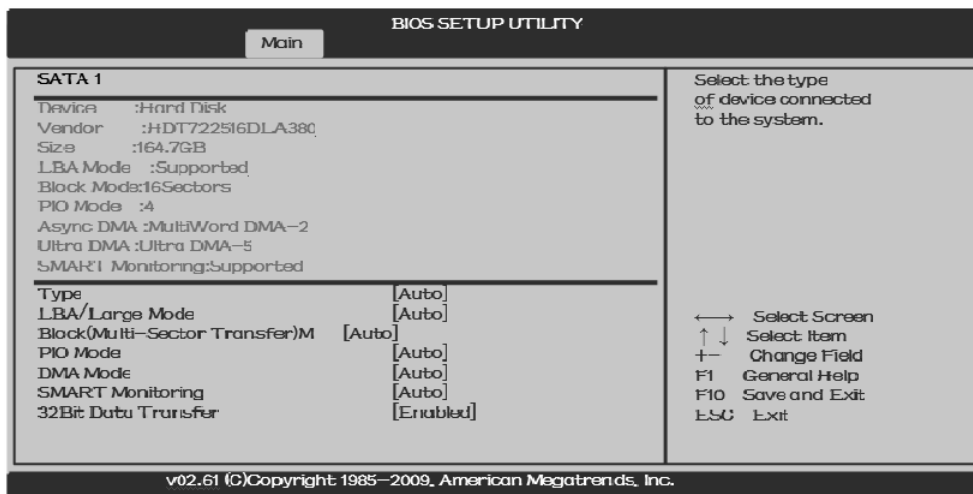 BIOS SETUP UTILITY
Main
SATA 1
Device :Hard Disk
Vendor :HDT722516DLA380
Size :164.7GB
LBA Mode :Supported
Block Mode:16Sectors
PIO Mode :4
Async DMA :MultiWord DMA-2
Ultra DMA :Ultra DMA-5
SMART Monitoring:Supported
Type [Auto]
LBA/Large Mode [Auto]
Block(Multi-Sector Transfer)M [Auto]
PIO Mode [Auto]
DMA Mode [Auto]
SMART Monitoring [Auto]
32Bit Data Transfer [Enabled]
Select the type
of device connected
to the system.
←→ Select Screen
↑↓ Select Item
+- Change Field
F1 General Help
F10 Save and Exit
ESC Exit
v02.61 (C)Copyright 1985-2009, American Megatrends, Inc.